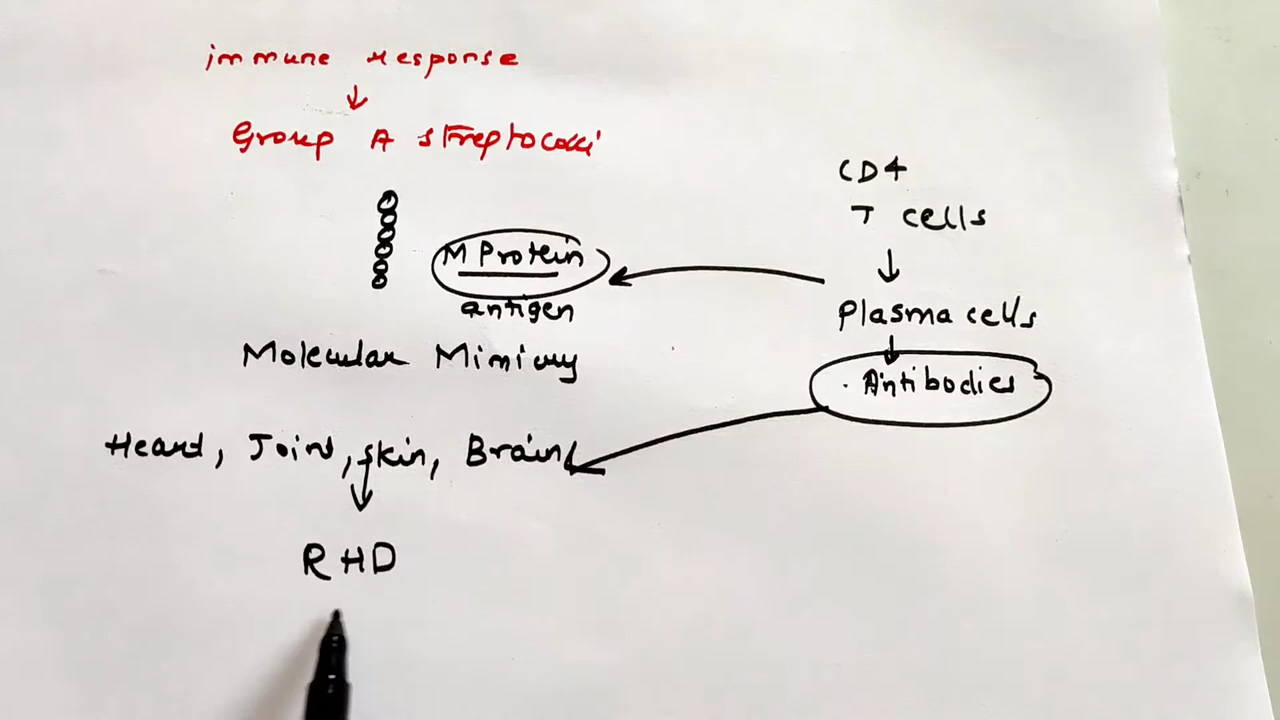 immune response
↓
Group A streptococci
M Protein
antigen
Molecular Mimicry
Heart, Joint, skin, Brain
↓
RHD
CD4
T cells
↓
Plasma cells
↓
Antibodies